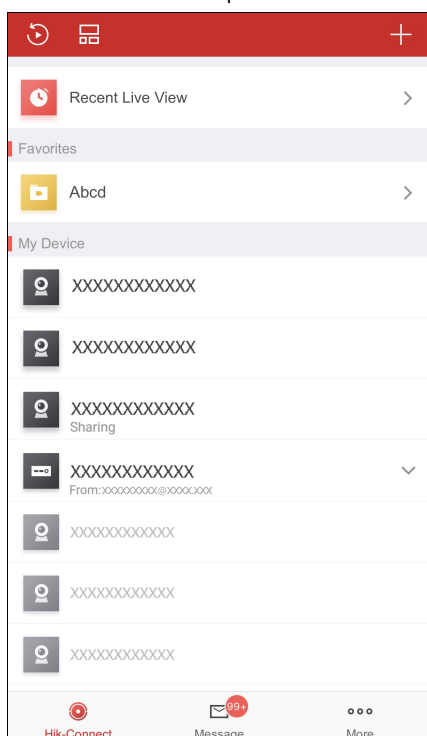 Recent Live View
Favorites
Abcd
My Device
XXXXXXXXXXXX
XXXXXXXXXXXX
XXXXXXXXXXXX
Sharing
XXXXXXXXXXXX
From:XXXXXXXXX@XXXX.XXX
XXXXXXXXXXXX
XXXXXXXXXXXX
XXXXXXXXXXXX
99+
Hik-Connect Message More